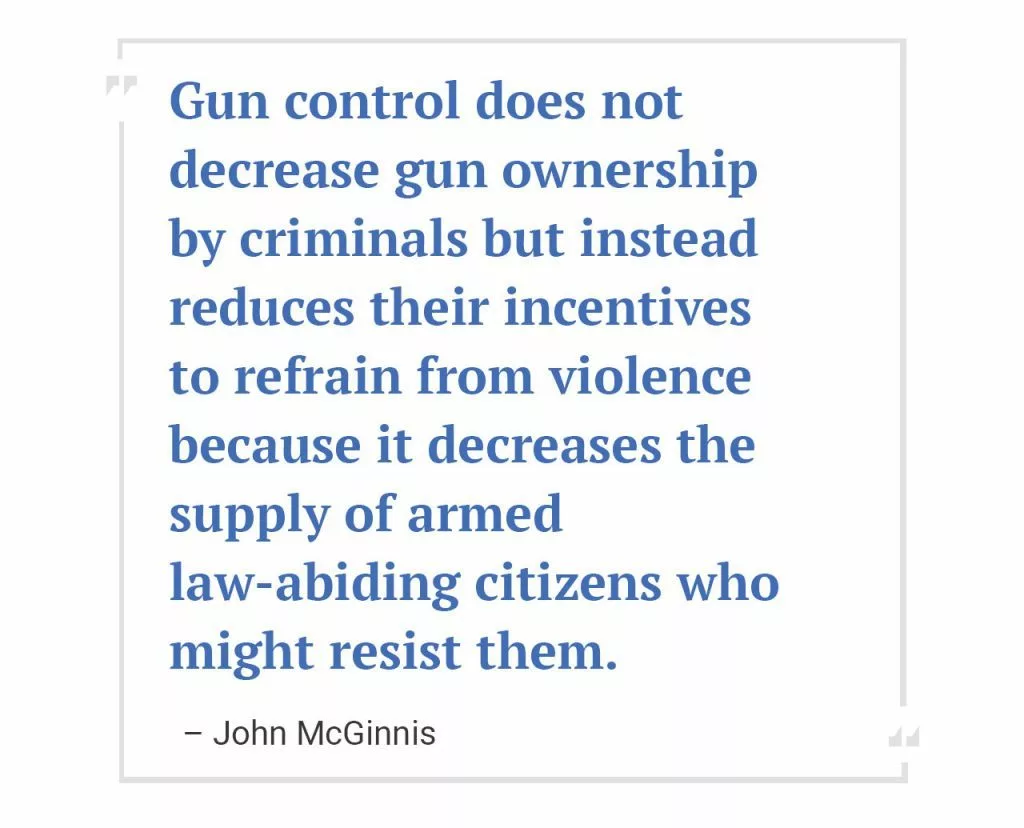 Gun control does not
decrease gun ownership
by criminals but instead
reduces their incentives
to refrain from violence
because it decreases the
supply of armed
law-abiding citizens who
might resist them.
– John McGinnis